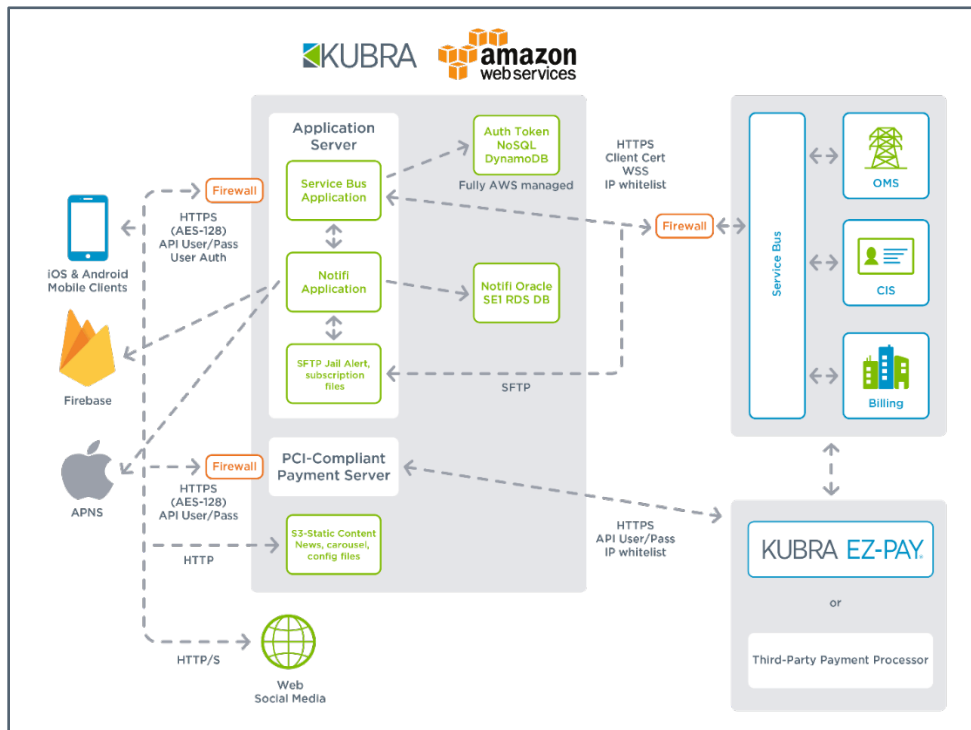 KUBRA
amazon
web services
Application
Server
Service Bus
Application
Notifi
Application
SFTP Jail Alert,
subscription
files
Auth Token
NoSQL
DynamoDB
Fully AWS managed
Notifi Oracle
SE1 RDS DB
HTTPS
Client Cert
WSS
IP whitelist
Firewall
SFTP
Service Bus
OMS
CIS
Billing
Firewall
HTTPS
(AES-128)
API User/Pass
User Auth
iOS & Android
Mobile Clients
Firebase
APNS
Firewall
HTTPS
(AES-128)
API User/Pass
PCI-Compliant
Payment Server
S3-Static Content
News, carousel,
config files
HTTP
HTTPS
API User/Pass
IP whitelist
KUBRA EZ-PAY®
or
Third-Party Payment Processor
HTTP/S
Web
Social Media